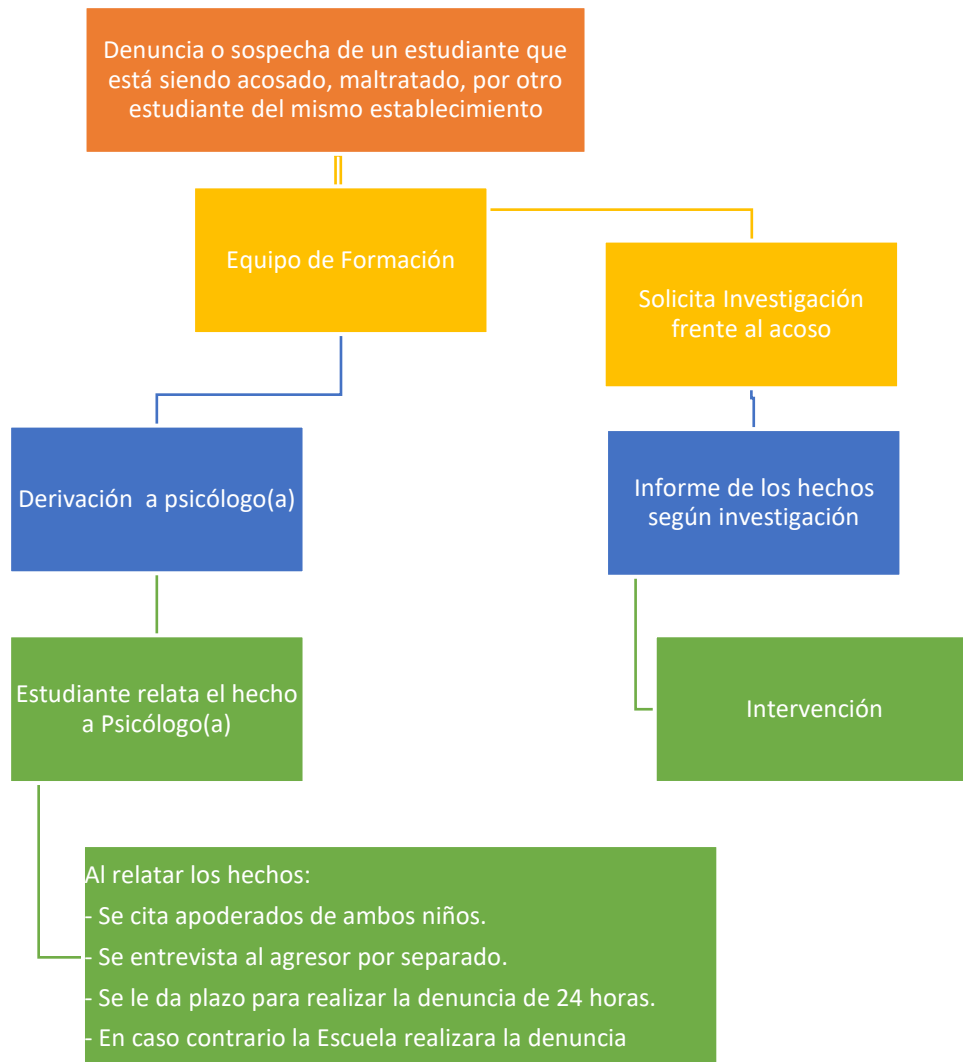 Denuncia o sospecha de un estudiante que
está siendo acosado, maltratado, por otro
estudiante del mismo establecimiento
Equipo de Formación
Solicita Investigación
frente al acoso
Derivación  a psicólogo(a)
Informe de los hechos
según investigación
Estudiante relata el hecho
a Psicólogo(a)
Intervención
Al relatar los hechos:
- Se cita apoderados de ambos niños.
- Se entrevista al agresor por separado.
- Se le da plazo para realizar la denuncia de 24 horas.
- En caso contrario la Escuela realizara la denuncia